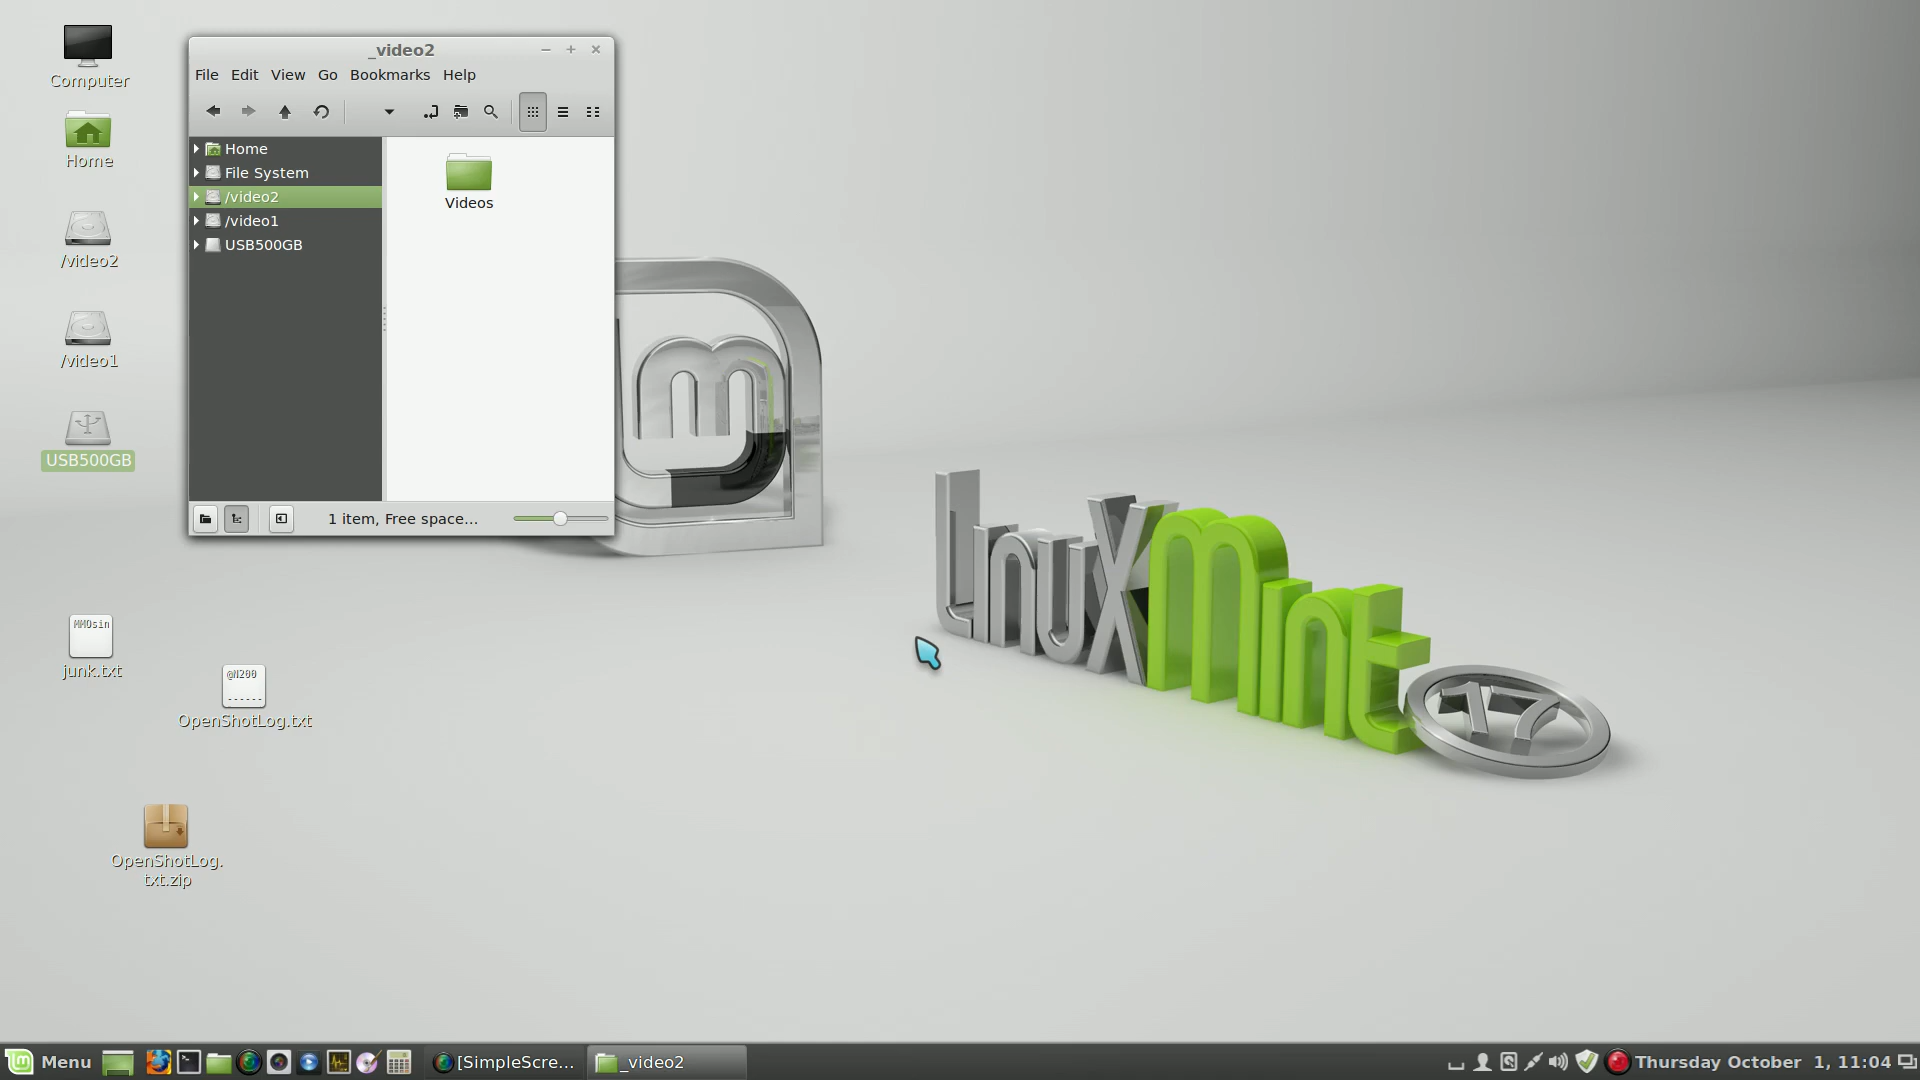 Computer
Home
/video2
/video1
USB500GB
_video2
File Edit View Go Bookmarks Help
Home
File System
/video2
/video1
USB500GB
Videos
1 item, Free space...
MMOsin
junk.txt
@N200
------
OpenShotLog.txt
OpenShotLog.
txt.zip
LinuxMint
17
Menu
[SimpleScre...
_video2
Thursday October 1, 11:04